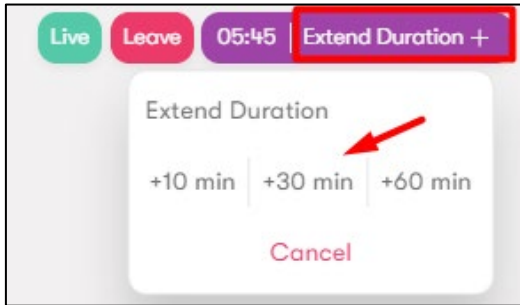 Live Leave 05:45 Extend Duration +
Extend Duration
+10 min +30 min +60 min
Cancel